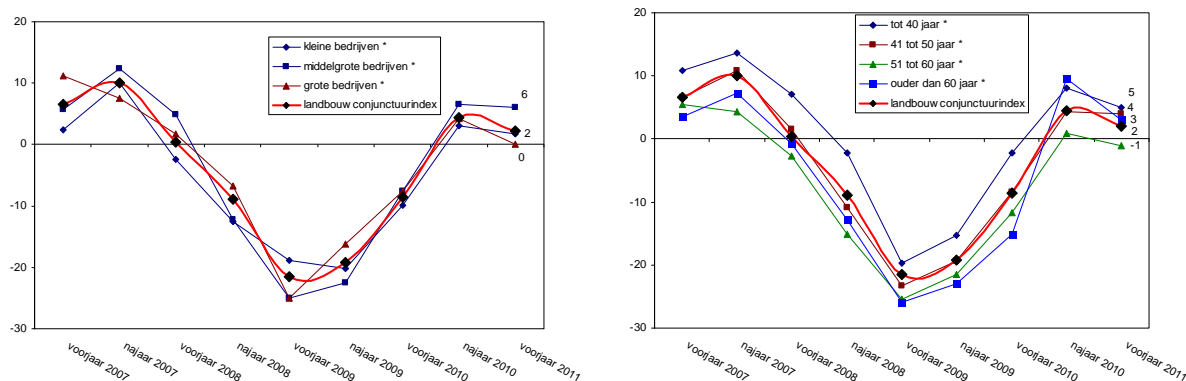 20
10
0
-10
-20
-30
kleine bedrijven *
middelgrote bedrijven *
grote bedrijven *
landbouw conjunctuurindex
6
2
0
voorjaar 2007
najaar 2007
voorjaar 2008
najaar 2008
voorjaar 2009
najaar 2009
voorjaar 2010
najaar 2010
voorjaar 2011
20
10
0
-10
-20
-30
tot 40 jaar *
41 tot 50 jaar *
51 tot 60 jaar *
ouder dan 60 jaar *
landbouw conjunctuurindex
5
4
3
2
-1
voorjaar 2007
najaar 2007
voorjaar 2008
najaar 2008
voorjaar 2009
najaar 2009
voorjaar 2010
najaar 2010
voorjaar 2011